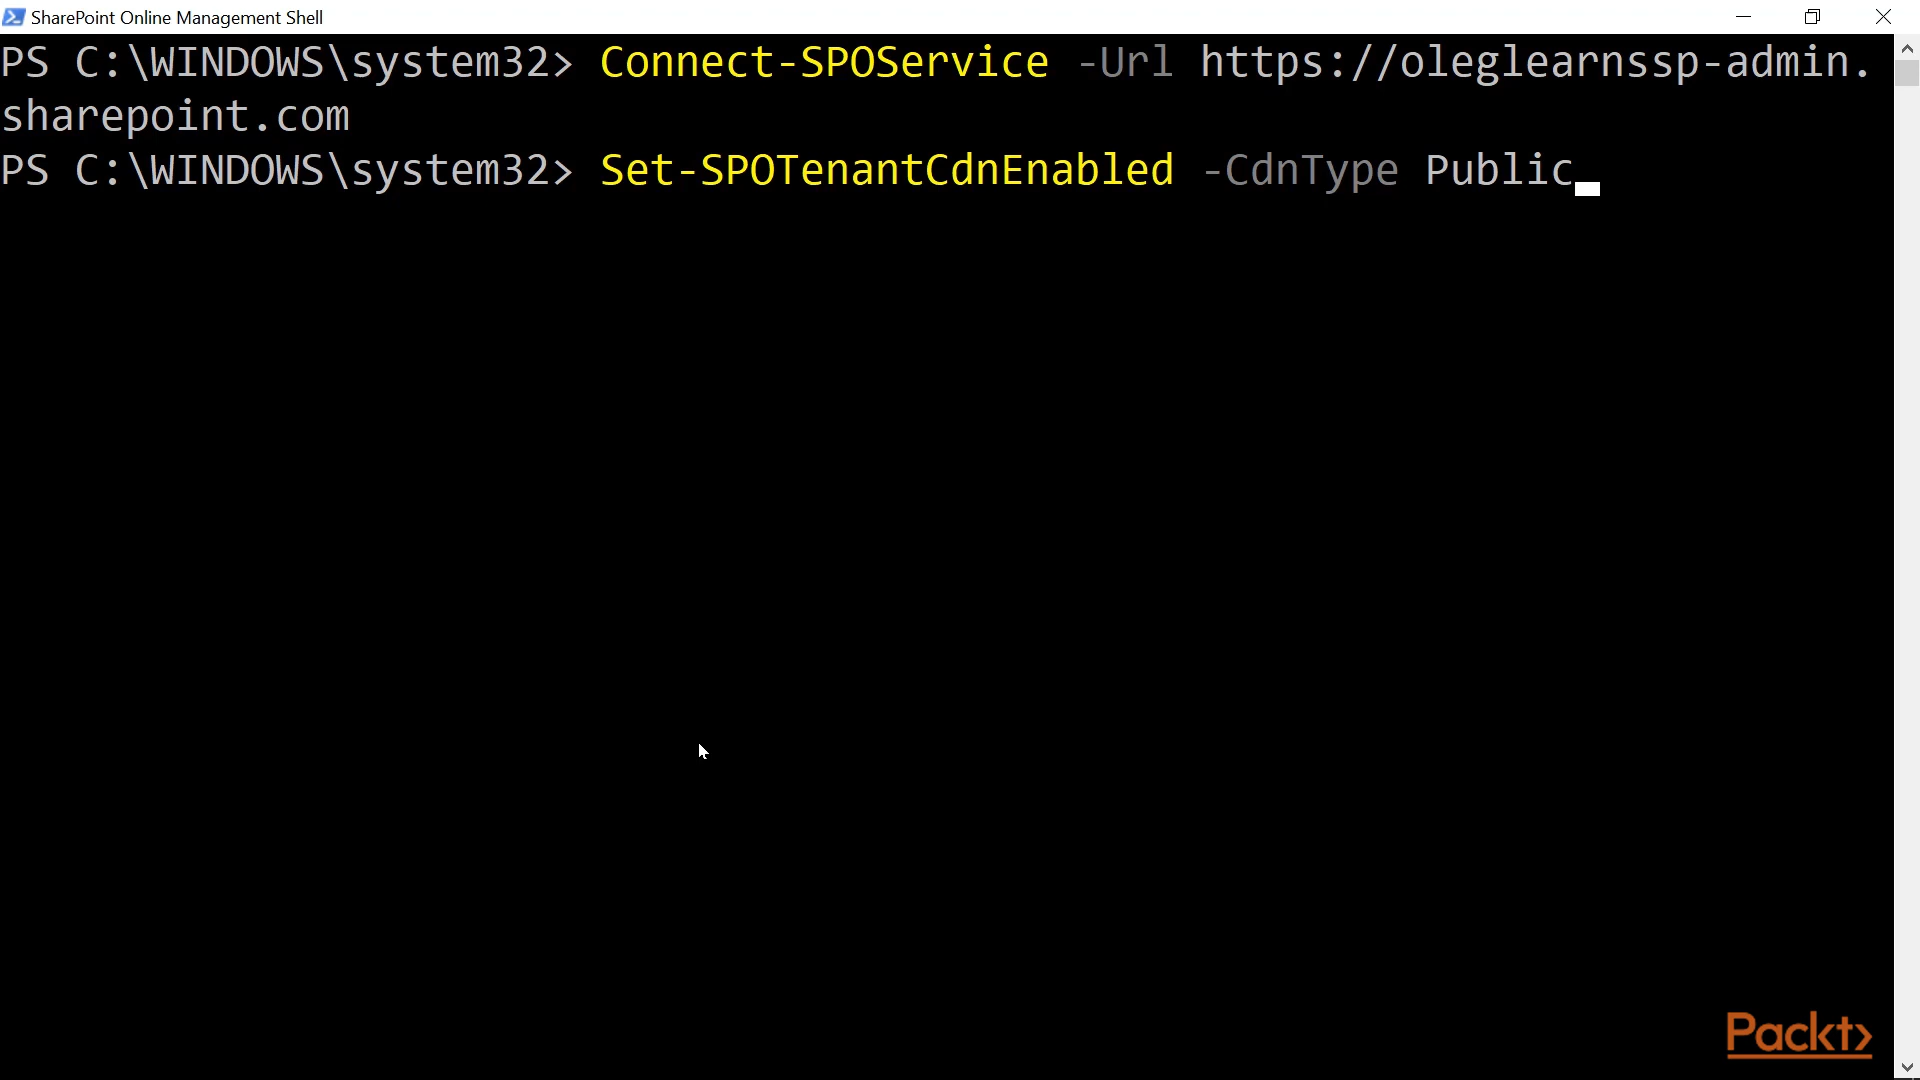 SharePoint Online Management Shell
PS C:\WINDOWS\system32> Connect-SPOService -Url https://oleglearnssp-admin.
sharepoint.com
PS C:\WINDOWS\system32> Set-SPOTenantCdnEnabled -CdnType Public
Packt>